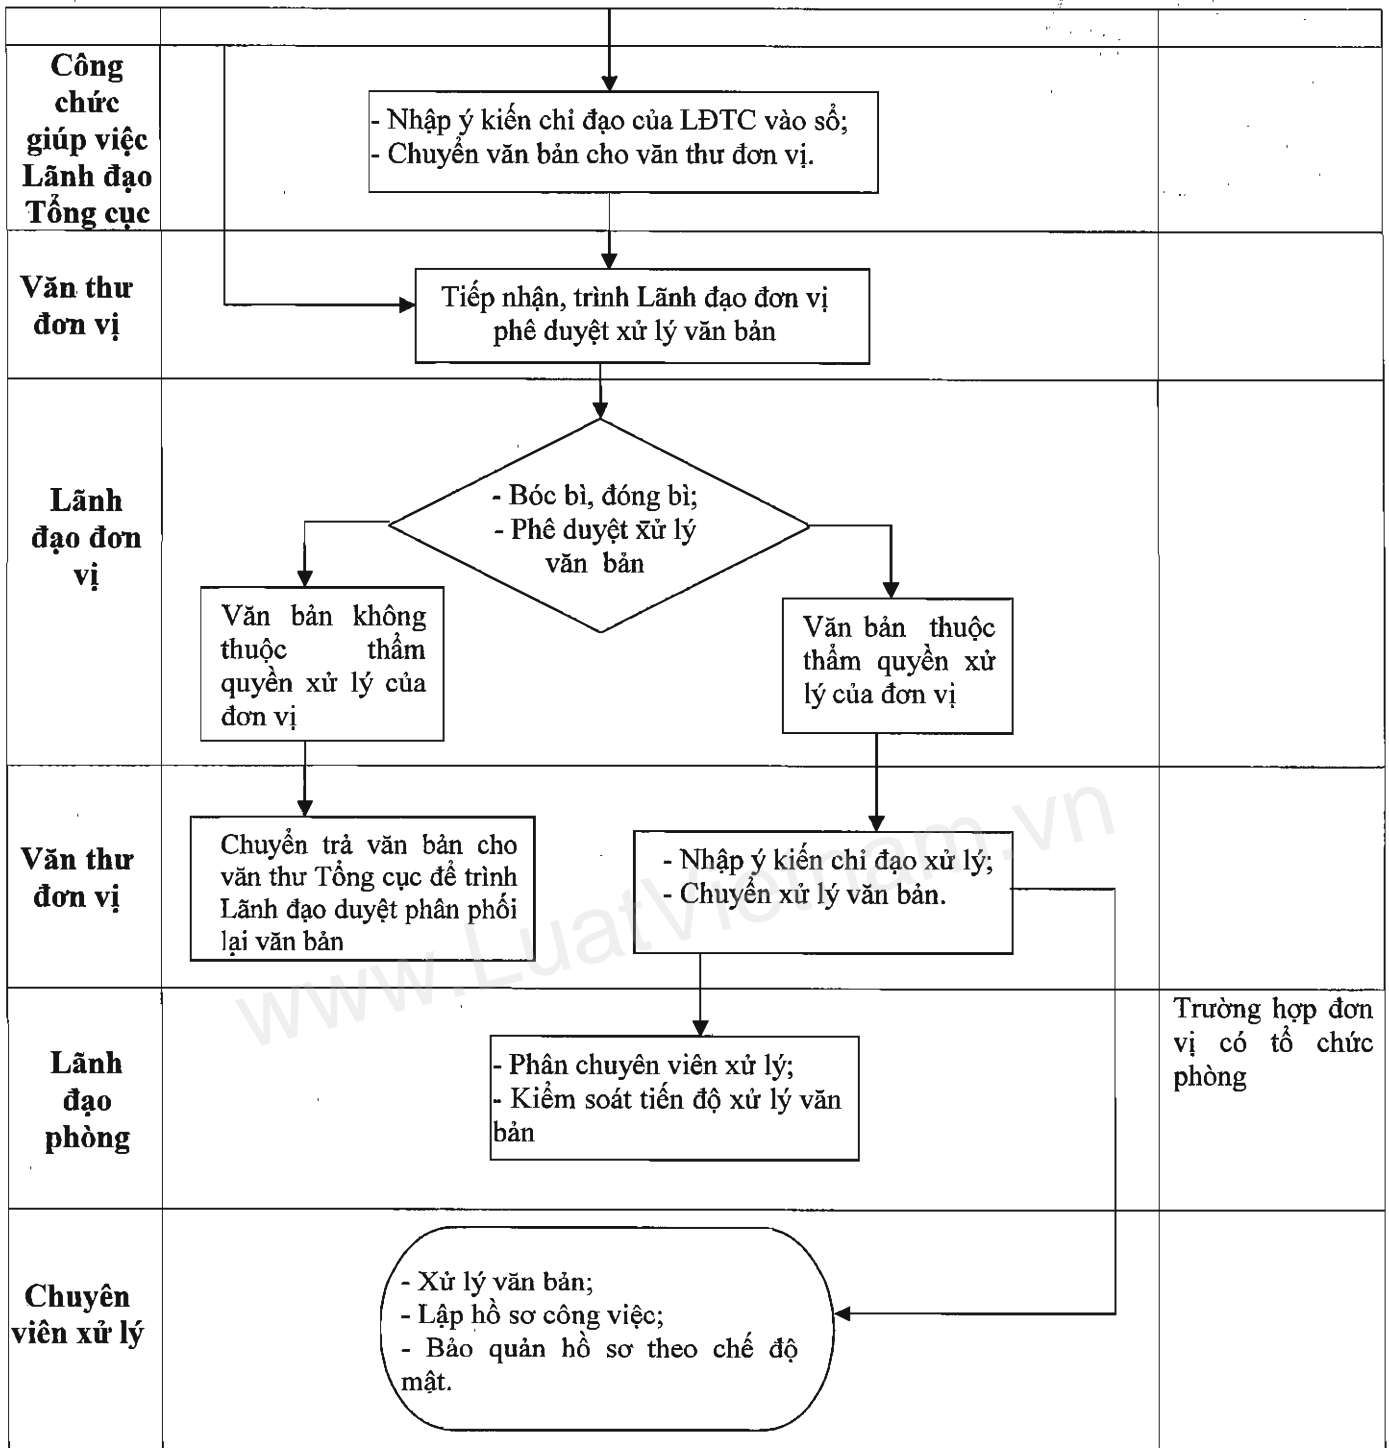 Công
chức
giúp việc
Lãnh đạo
Tổng cục
- Nhập ý kiến chỉ đạo của LĐTC vào sổ;
- Chuyển văn bản cho văn thư đơn vị.
Văn thư
đơn vị
Tiếp nhận, trình Lãnh đạo đơn vị
phê duyệt xử lý văn bản
Lãnh
đạo đơn
vị
- Bóc bì, đóng bì;
- Phê duyệt xử lý
văn bản
Văn bản không
thuộc thẩm
quyền xử lý của
đơn vị
Văn bản thuộc
thẩm quyền xử
lý của đơn vị
Văn thư
đơn vị
Chuyển trả văn bản cho
văn thư Tổng cục để trình
Lãnh đạo duyệt phân phối
lại văn bản
- Nhập ý kiến chỉ đạo xử lý;
- Chuyển xử lý văn bản.
www.LuatVietnam.vn
Lãnh
đạo
phòng
- Phân chuyên viên xử lý;
- Kiểm soát tiến độ xử lý văn
bản
Trường hợp đơn
vị có tổ chức
phòng
Chuyên
viên xử lý
- Xử lý văn bản;
- Lập hồ sơ công việc;
- Bảo quản hồ sơ theo chế độ
mật.